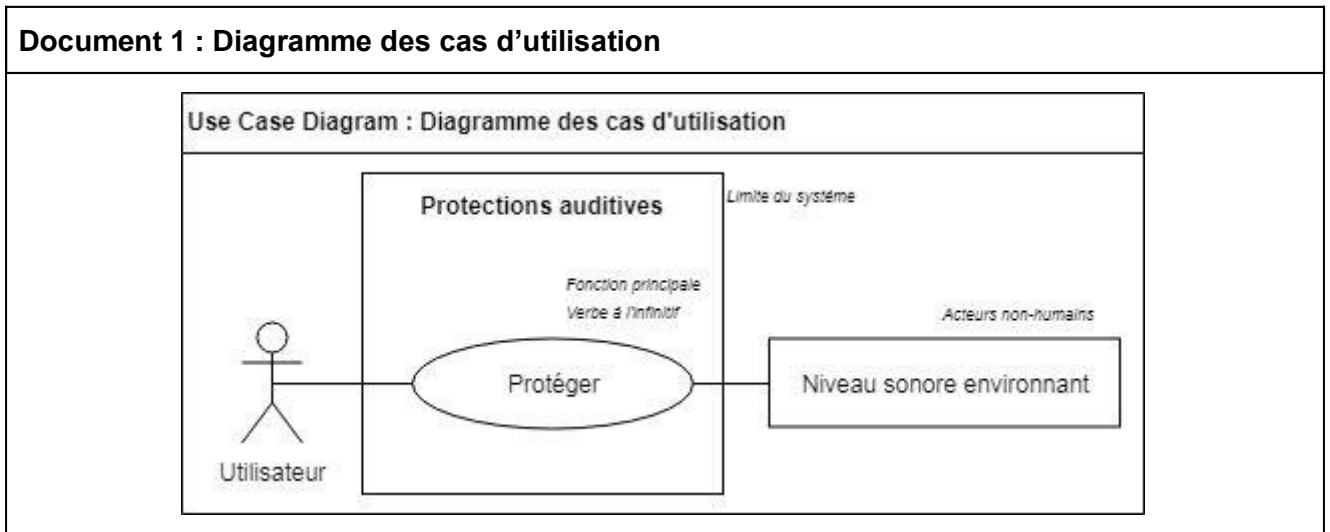 Document 1 : Diagramme des cas d’utilisation
Use Case Diagram : Diagramme des cas d'utilisation
Protections auditives
Limite du systéme
Fonction principale
Verbe á l'infinitif
Acteurs non-humains
Protéger
Niveau sonore environnant
Utilisateur